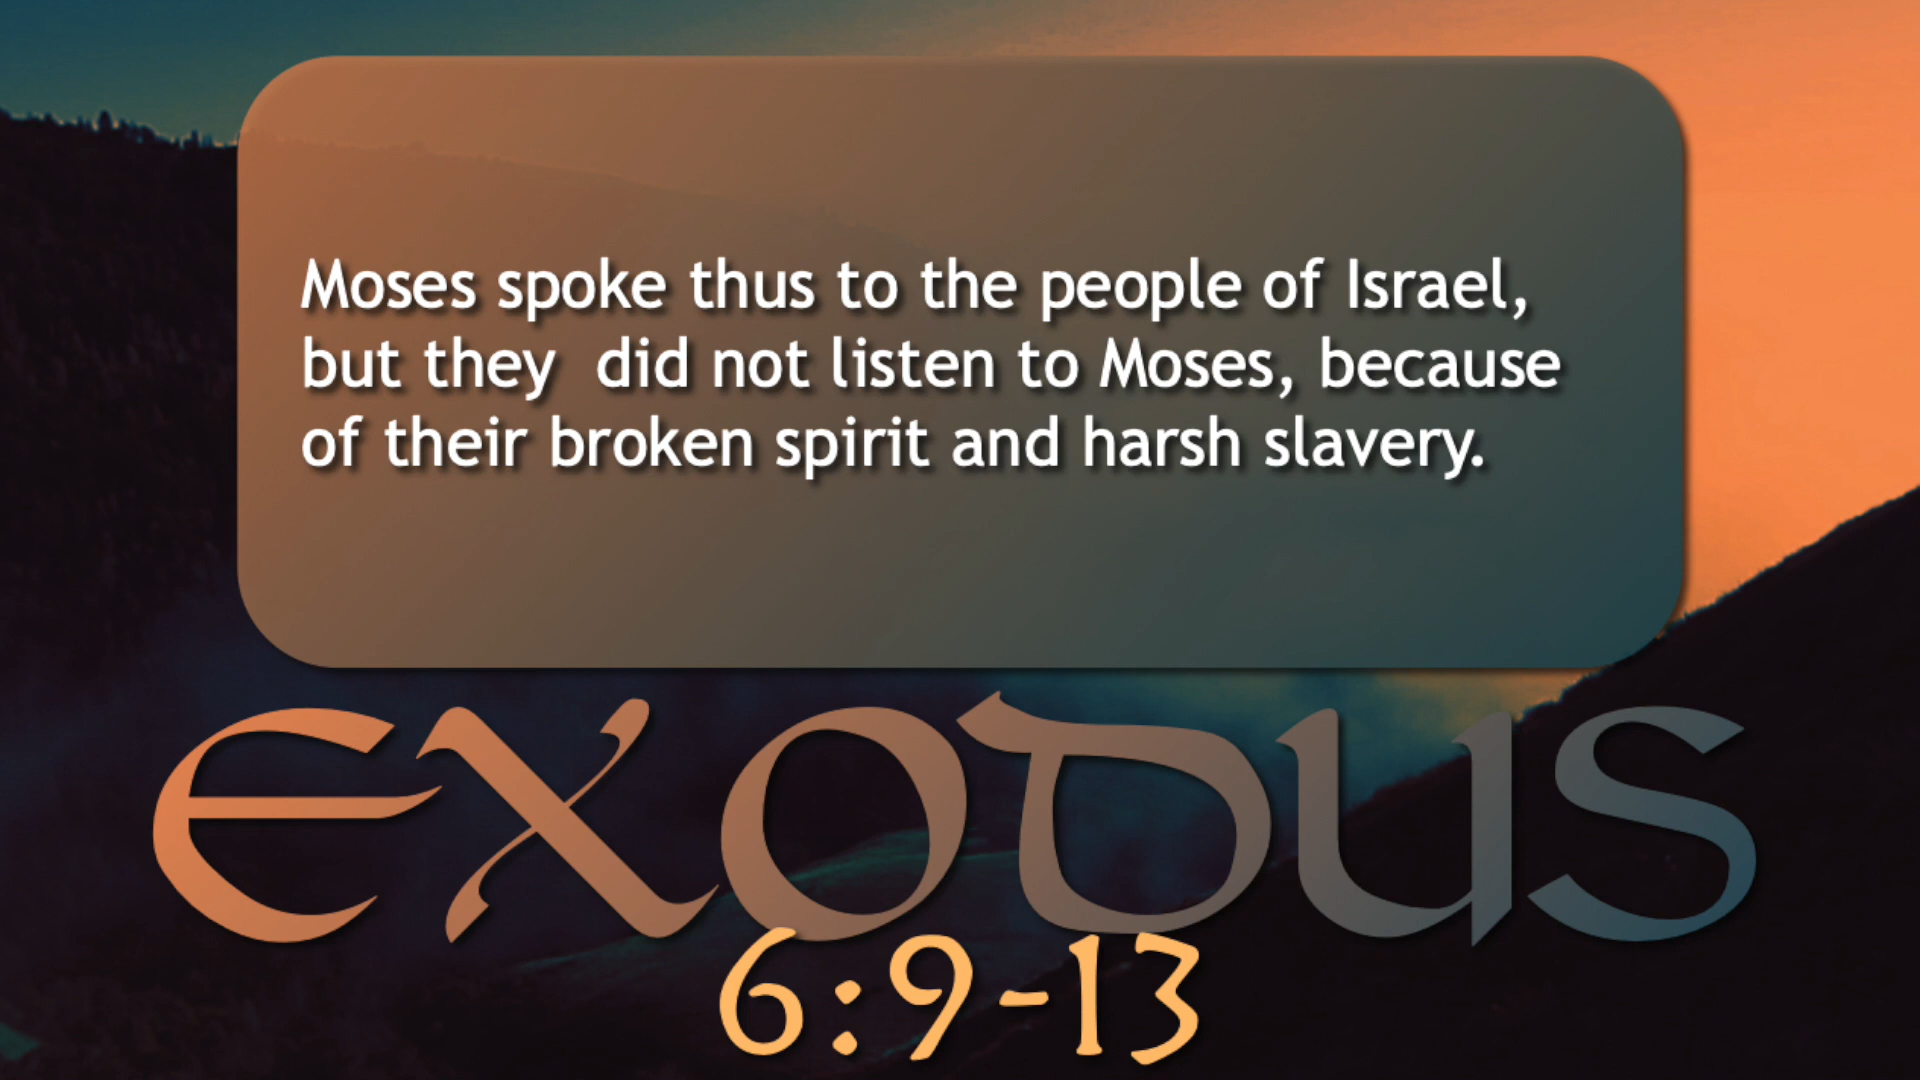 Moses spoke thus to the people of Israel,
but they  did not listen to Moses, because
of their broken spirit and harsh slavery.
EXODUS
6:9-13